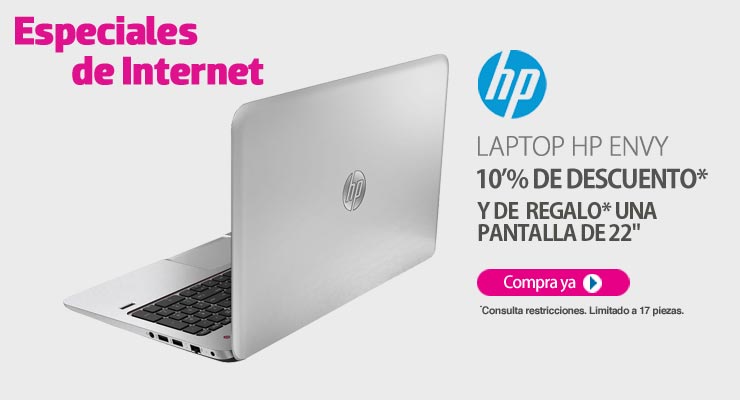 Especiales
de Internet
hp
hp
LAPTOP HP ENVY
10'% DE DESCUENTO*
Y DE REGALO* UNA
PANTALLA DE 22"
Compra ya
*Consulta restricciones. Limitado a 17 piezas.